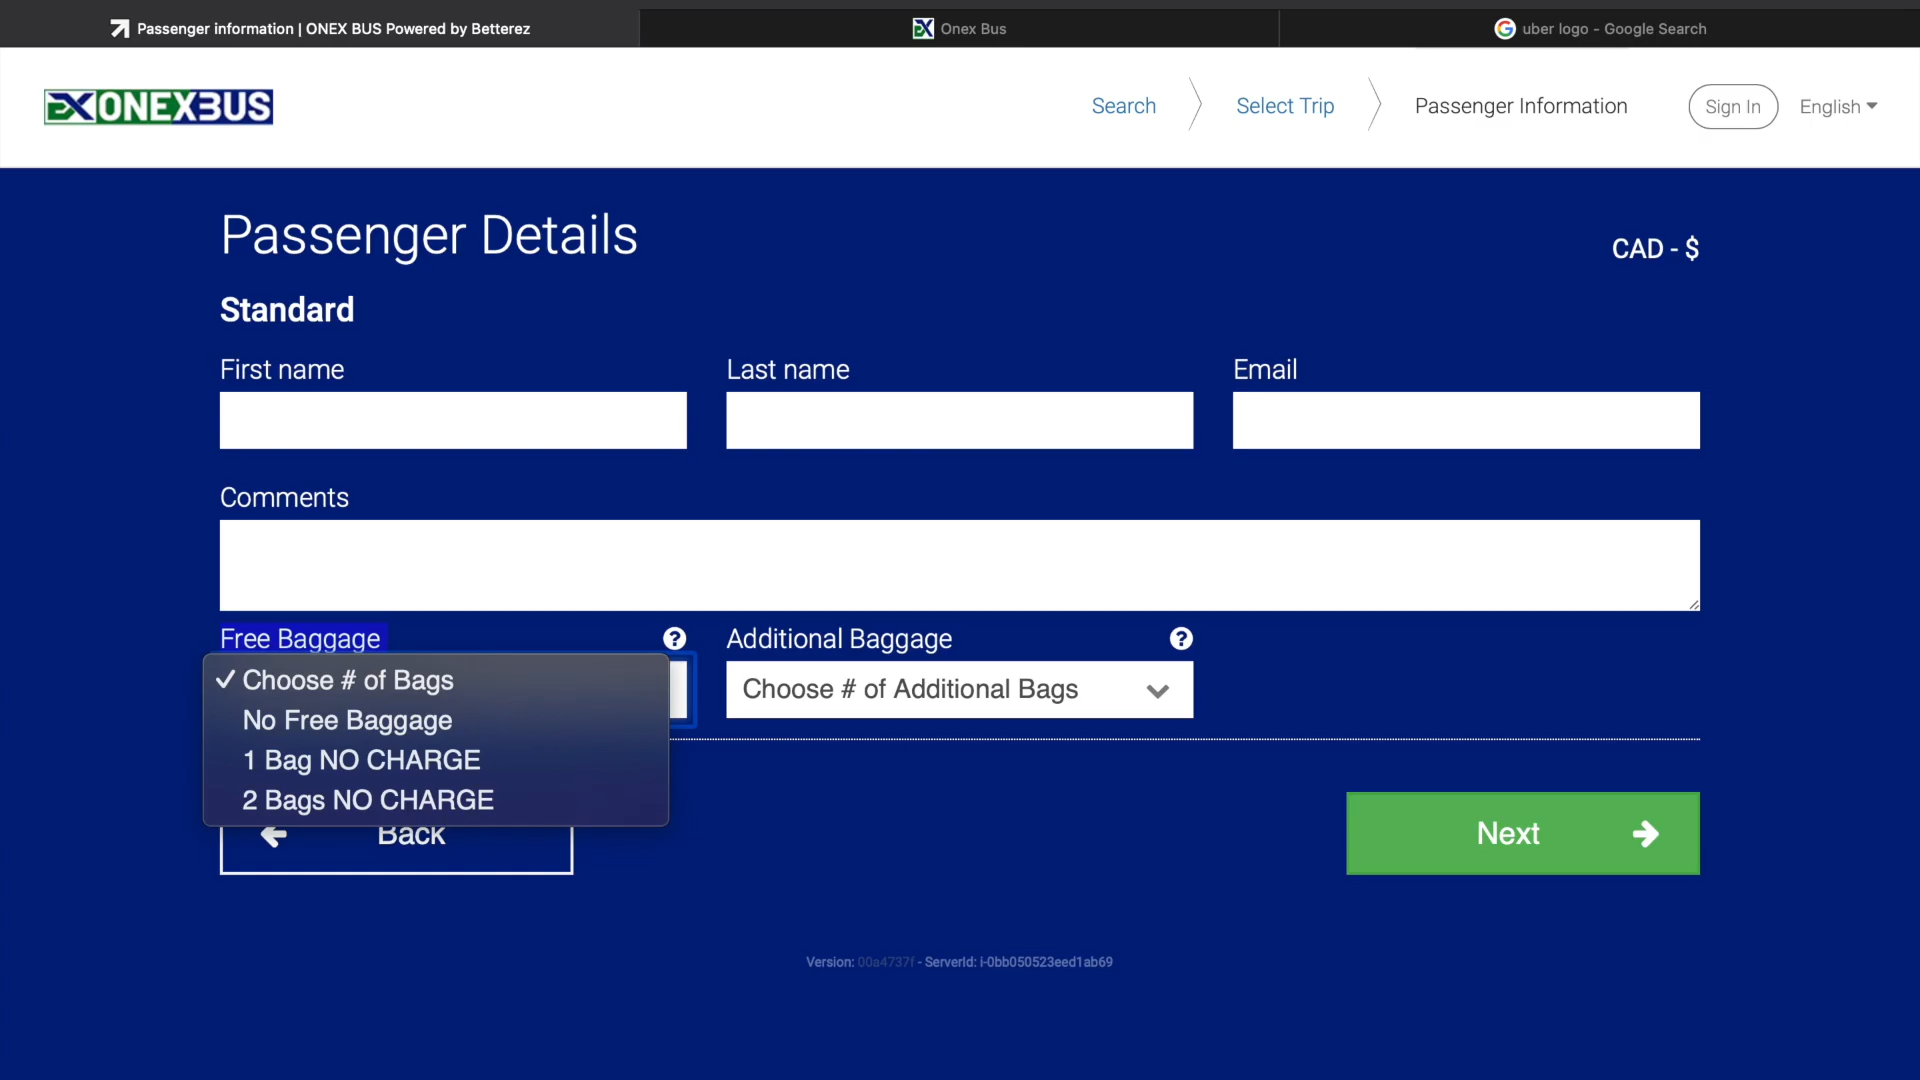 Passenger information | ONEX BUS Powered by Betterez
Onex Bus
uber logo - Google Search
EXONEXBUS
Search
Select Trip
Passenger Information
Sign In
English
Passenger Details
CAD - $
Standard
First name
Last name
Email
Comments
Free Baggage
Additional Baggage
Choose # of Bags
No Free Baggage
1 Bag NO CHARGE
2 Bags NO CHARGE
Choose # of Additional Bags
Back
Next
Version: 00a4737f - ServerId: i-0bb050523eed1ab69